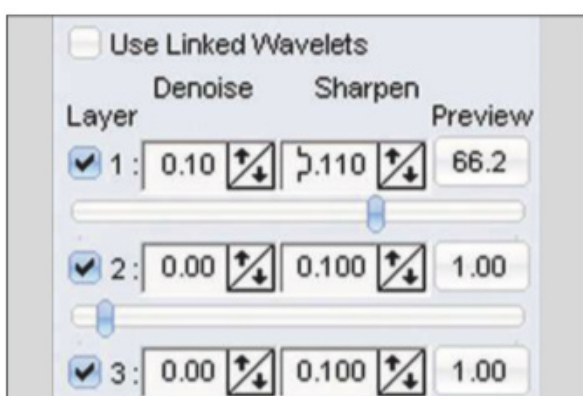 Use Linked Wavelets
Denoise Sharpen
Layer Preview
1 : 0.10 .110 66.2
2 : 0.00 0.100 1.00
3 : 0.00 0.100 1.00